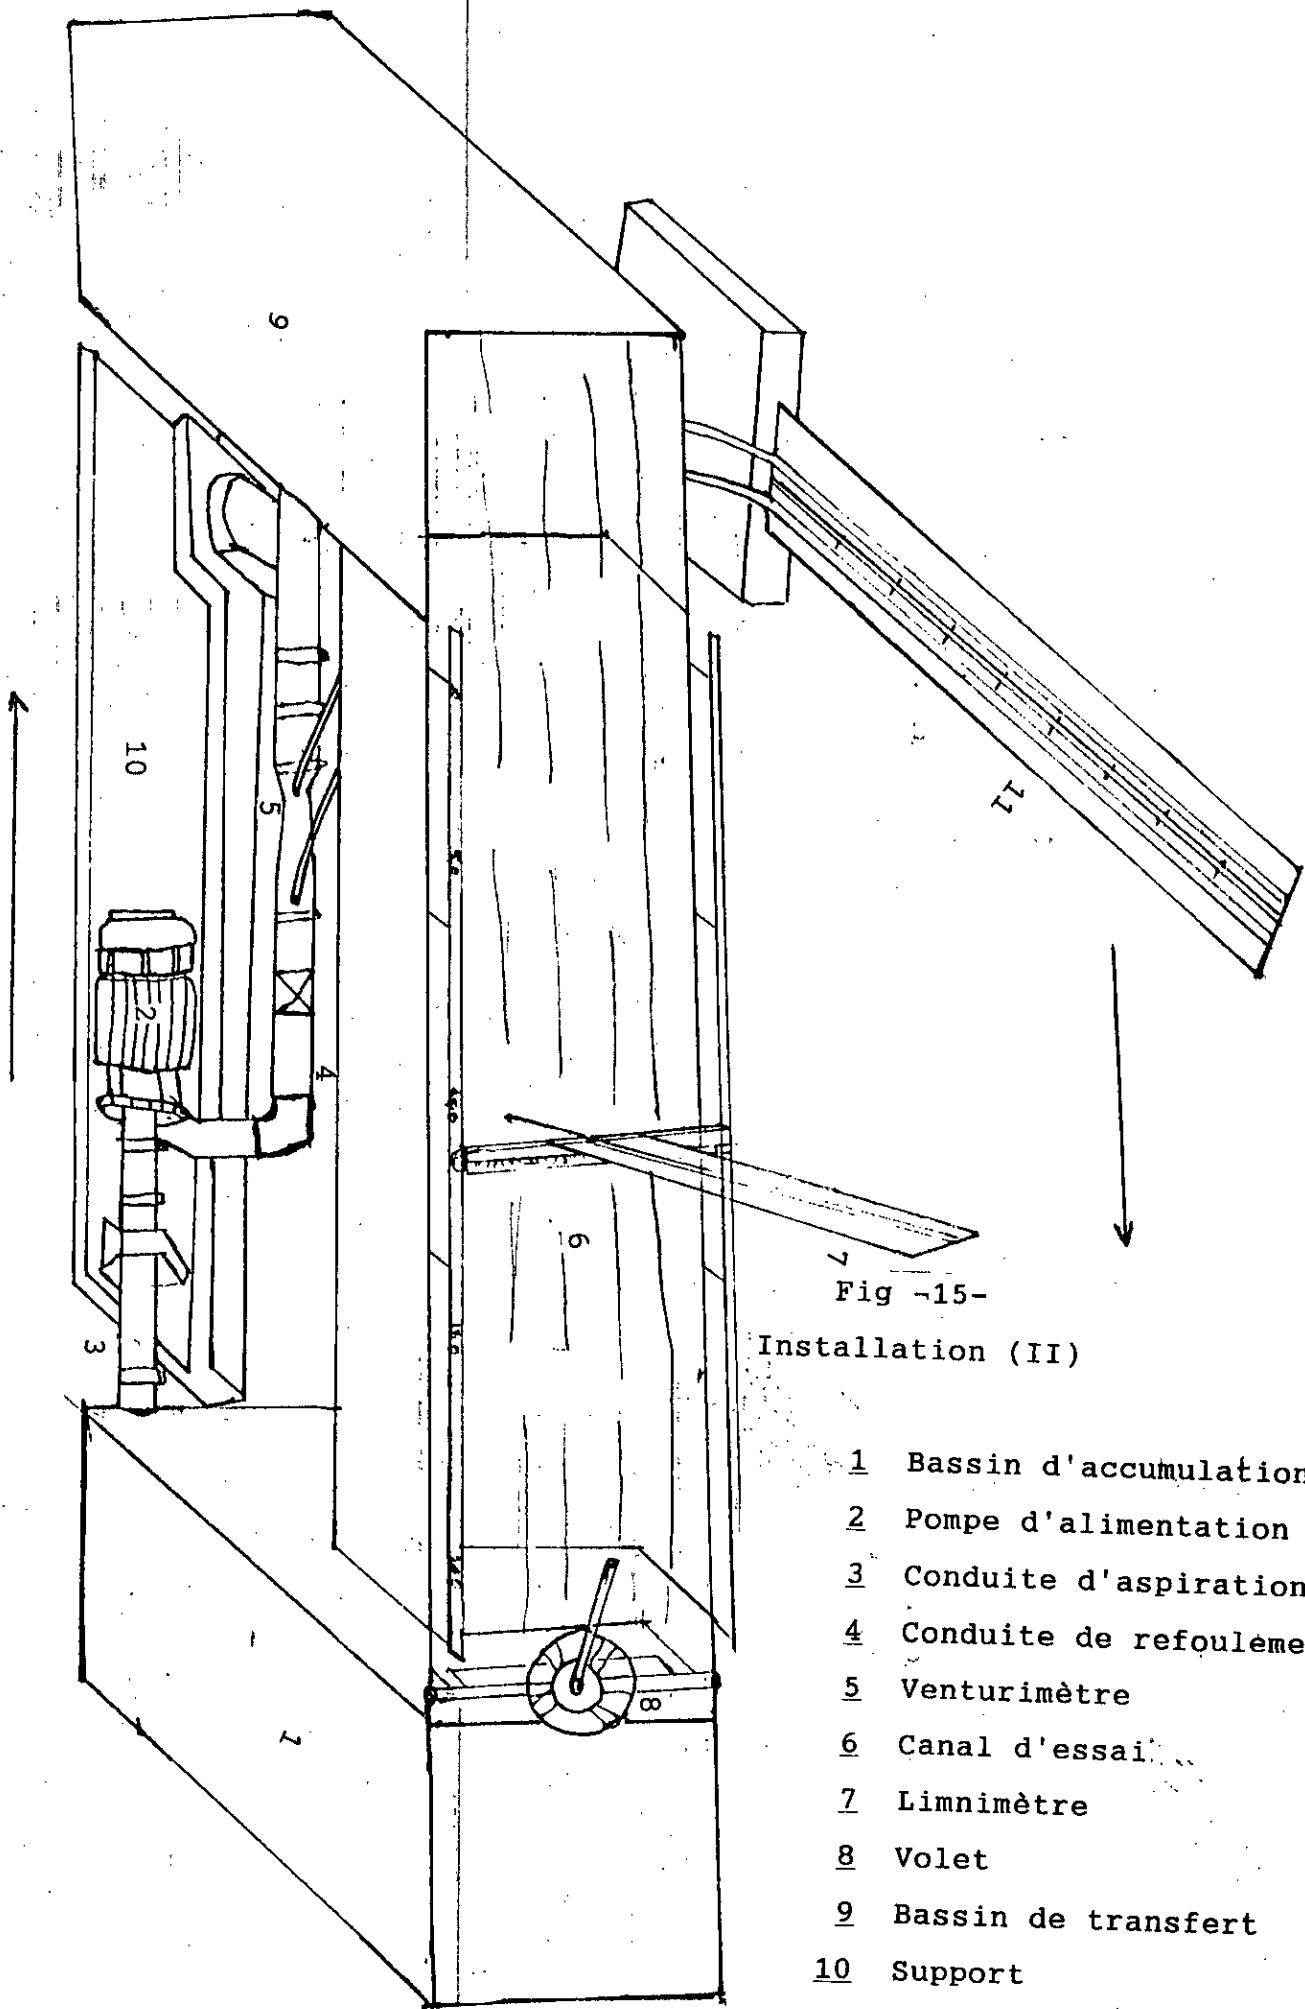 9
10
5
11
2
4
6
7
3
8
1
Fig -15-
Installation (II)
1 Bassin d'accumulation
2 Pompe d'alimentation
3 Conduite d'aspiration
4 Conduite de refouleme
5 Venturimètre
6 Canal d'essai
7 Limnimètre
8 Volet
9 Bassin de transfert
10 Support